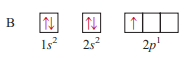 B ↑↓ ↑↓ ↑
1s² 2s² 2p¹